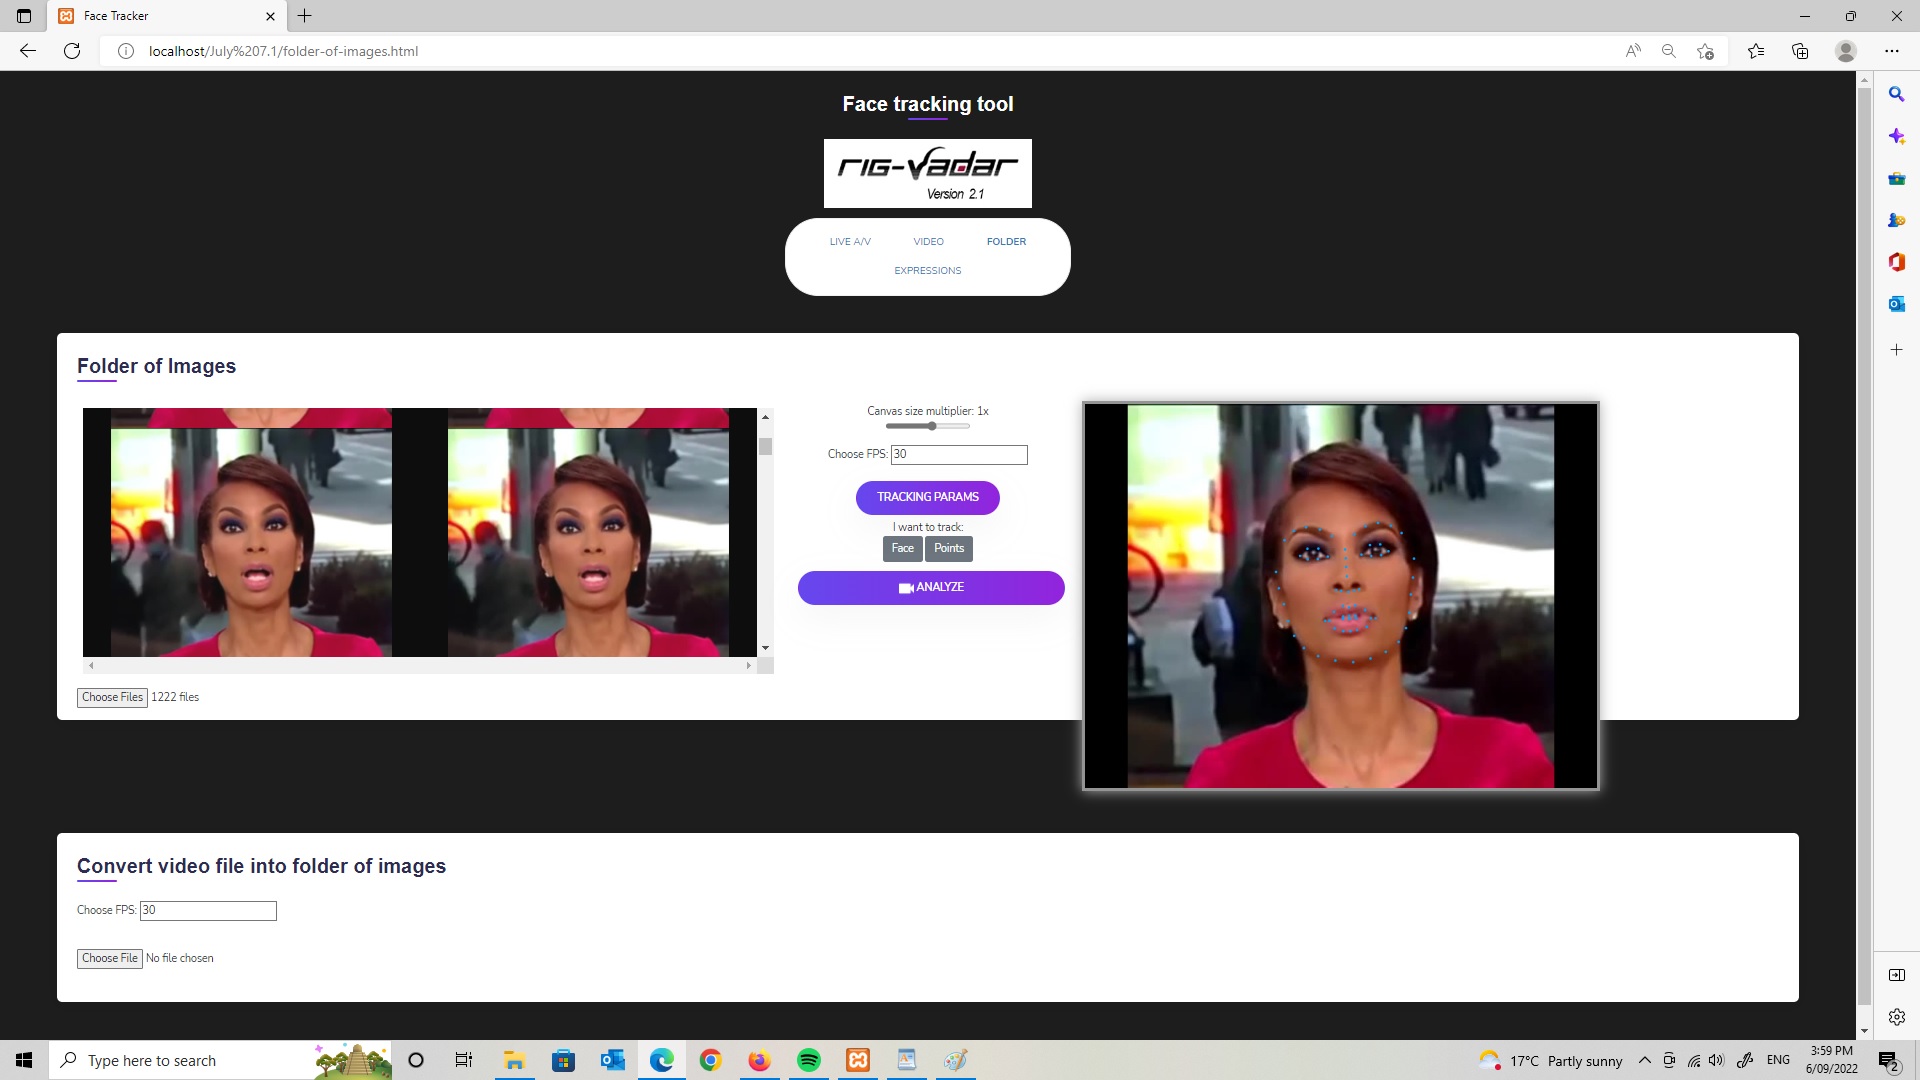 Face Tracker
localhost/July%207.1/folder-of-images.html
Face tracking tool
rig-vadar
Version 2.1
LIVE A/V VIDEO FOLDER
EXPRESSIONS
Folder of Images
Canvas size multiplier: 1x
Choose FPS: 30
TRACKING PARAMS
I want to track:
Face Points
ANALYZE
Choose Files 1222 files
Convert video file into folder of images
Choose FPS: 30
Choose File No file chosen
Type here to search
17°C Partly sunny
ENG
3:59 PM
6/09/2022
2